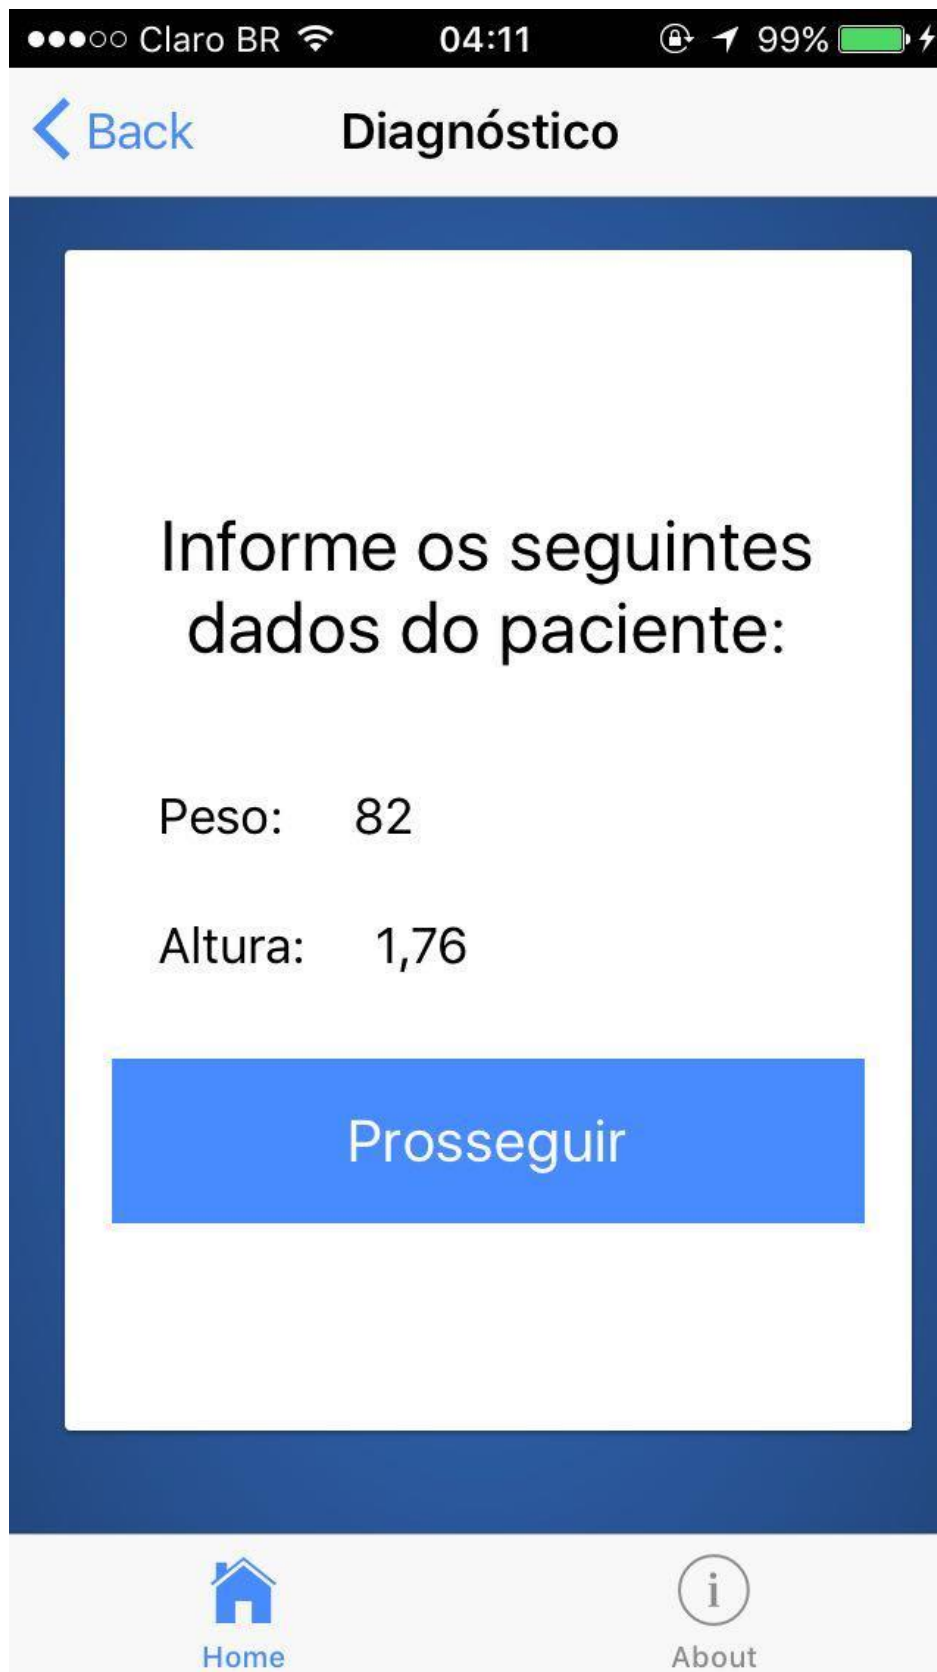 ●●●○○ Claro BR 04:11 99%
Back Diagnóstico
Informe os seguintes
dados do paciente:
Peso: 82
Altura: 1,76
Prosseguir
Home About